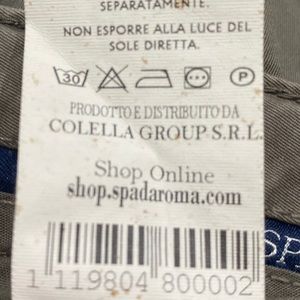 SEPARATAMENTE.
NON ESPORRE ALLA LUCE DEL
SOLE DIRETTA.
30
P
PRODOTTO E DISTRIBUITO DA
COLELLA GROUP S.R.L.
Shop Online
shop.spadaroma.com
SP
1 119804 800002